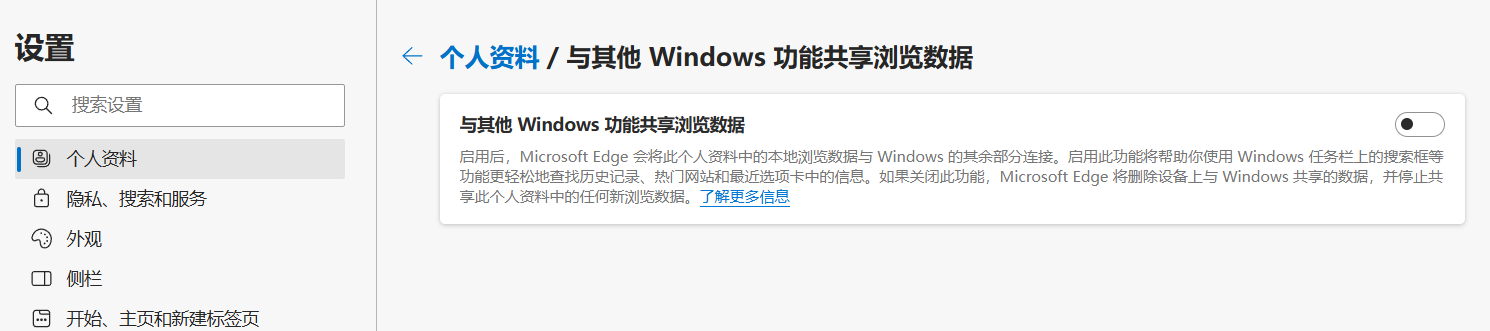 设置
搜索设置
个人资料
隐私、搜索和服务
外观
侧栏
开始、主页和新建标签页
个人资料 / 与其他 Windows 功能共享浏览数据
与其他 Windows 功能共享浏览数据
启用后，Microsoft Edge 会将此个人资料中的本地浏览数据与 Windows 的其余部分连接。启用此功能将帮助你使用 Windows 任务栏上的搜索框等
功能更轻松地查找历史记录、热门网站和最近选项卡中的信息。如果关闭此功能，Microsoft Edge 将删除设备上与 Windows 共享的数据，并停止共
享此个人资料中的任何新浏览数据。了解更多信息